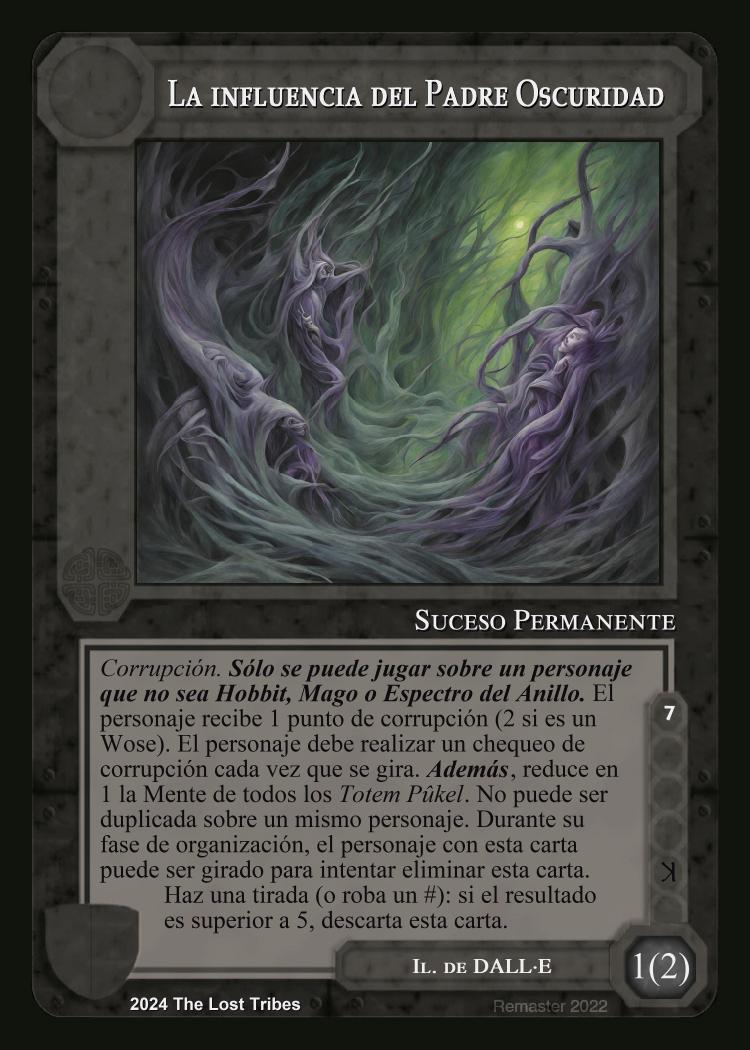 La influencia del Padre Oscuridad
Suceso Permanente
Corrupción. Sólo se puede jugar sobre un personaje
que no sea Hobbit, Mago o Espectro del Anillo. El
personaje recibe 1 punto de corrupción (2 si es un
Wose). El personaje debe realizar un chequeo de
corrupción cada vez que se gira. Además, reduce en
1 la Mente de todos los Totem Pûkel. No puede ser
duplicada sobre un mismo personaje. Durante su
fase de organización, el personaje con esta carta
puede ser girado para intentar eliminar esta carta.
Haz una tirada (o roba un #): si el resultado
es superior a 5, descarta esta carta.
7
Il. de DALL·E
1(2)
2024 The Lost Tribes
Remaster 2022